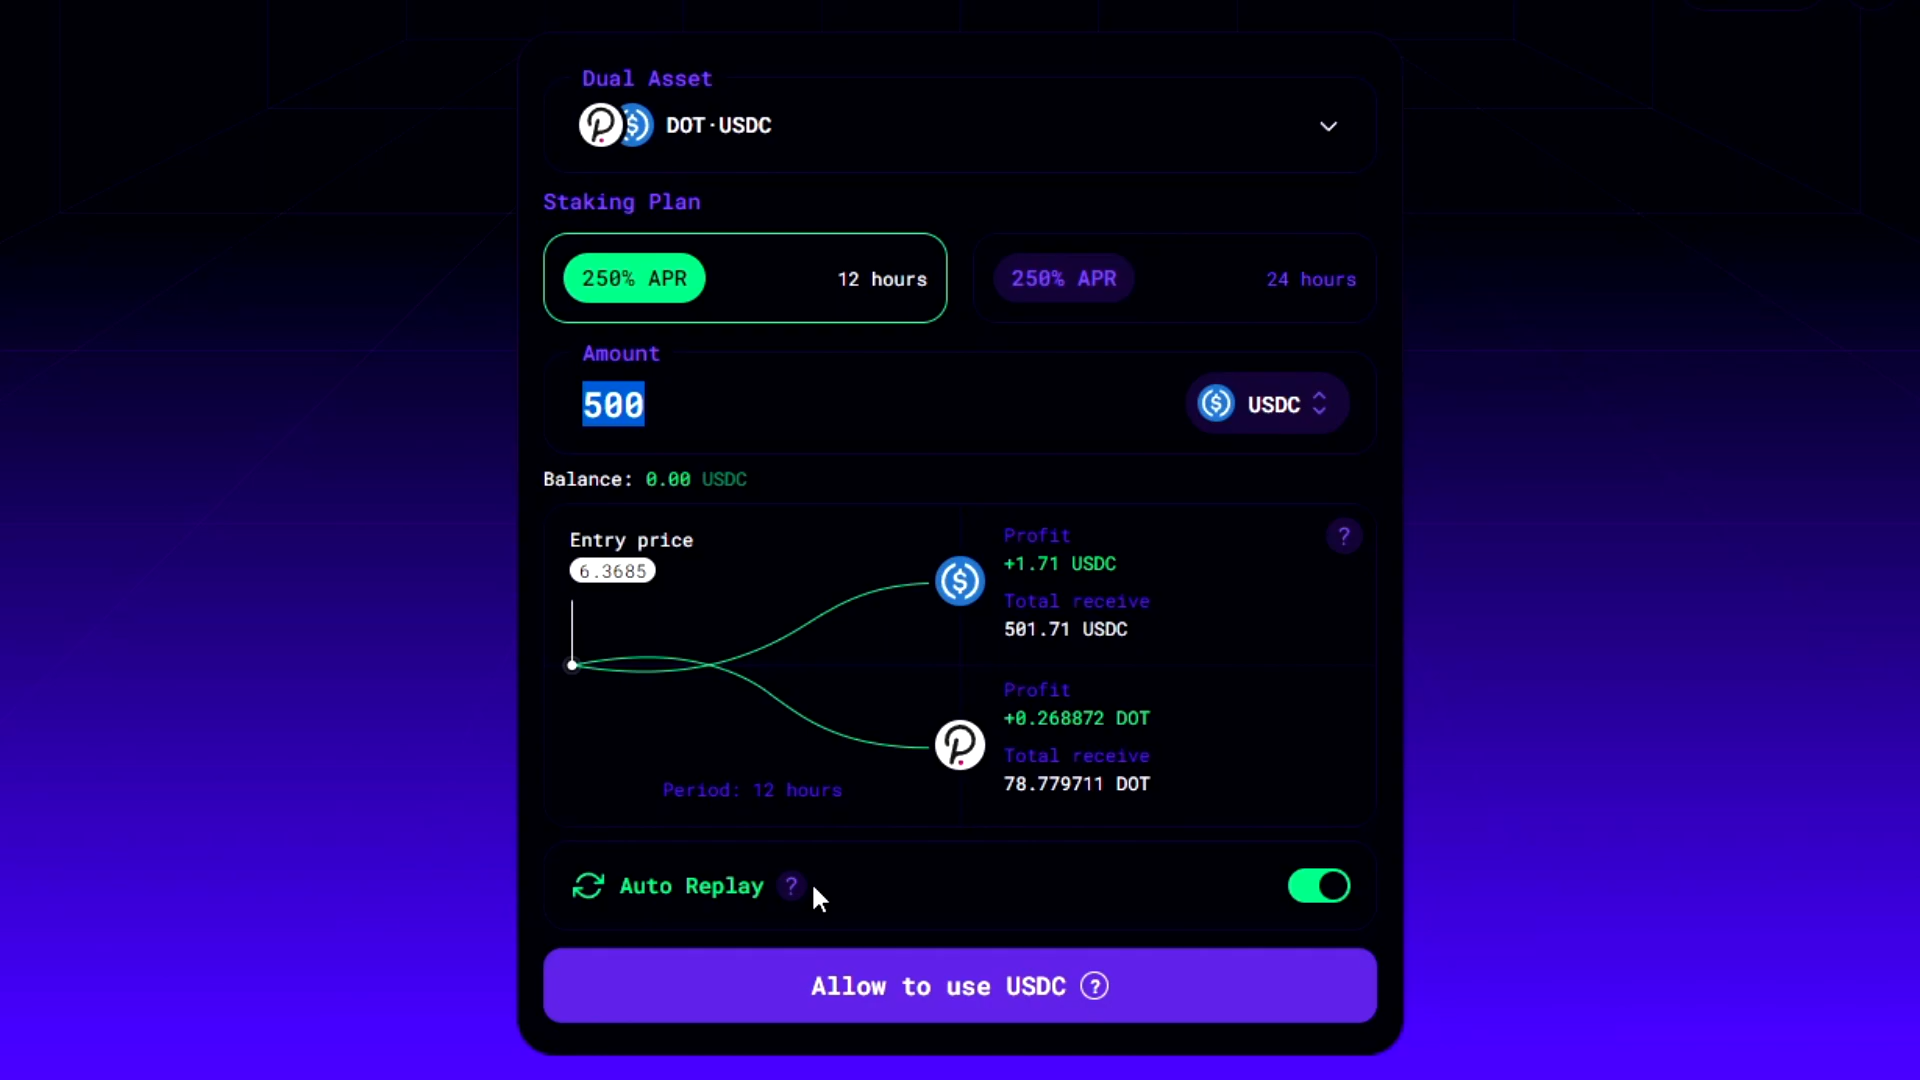 Dual Asset
DOT·USDC
Staking Plan
250% APR
12 hours
250% APR
24 hours
Amount
500
USDC
Balance: 0.00 USDC
Entry price
6.3685
Profit
+1.71 USDC
?
Total receive
501.71 USDC
Profit
+0.268872 DOT
Total receive
78.779711 DOT
Period: 12 hours
Auto Replay ?
Allow to use USDC ?